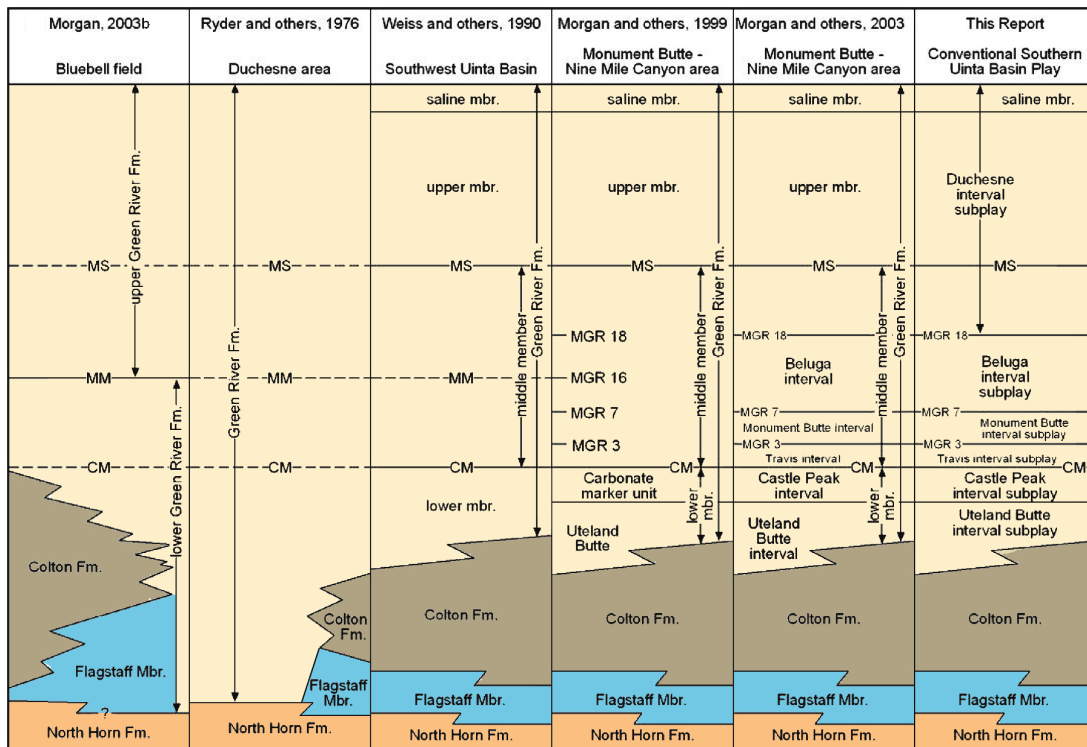 Morgan, 2003b
Bluebell field
Ryder and others, 1976
Duchesne area
Weiss and others, 1990
Southwest Uinta Basin
Morgan and others, 1999
Monument Butte -
Nine Mile Canyon area
Morgan and others, 2003
Monument Butte -
Nine Mile Canyon area
This Report
Conventional Southern
Uinta Basin Play
upper Green River Fm.
MS
MM
CM
lower Green River Fm.
Colton Fm.
Flagstaff Mbr.
?
North Horn Fm.
Green River Fm.
MS
MM
CM
Colton
Fm.
Flagstaff
Mbr.
North Horn Fm.
saline mbr.
upper mbr.
Green River Fm.
MS
middle member
MM
CM
lower mbr.
Colton Fm.
Flagstaff Mbr.
North Horn Fm.
saline mbr.
upper mbr.
Green River Fm.
MS
middle member
MGR 18
MGR 16
MGR 7
MGR 3
CM
Carbonate
marker unit
lower
mbr.
Uteland
Butte
Colton Fm.
Flagstaff Mbr.
North Horn Fm.
saline mbr.
upper mbr.
Green River Fm.
MS
middle member
MGR 18
Beluga
interval
MGR 7
Monument Butte interval
MGR 3
Travis interval
CM
Castle Peak
interval
lower
mbr.
Uteland
Butte
interval
Colton Fm.
Flagstaff Mbr.
North Horn Fm.
saline mbr.
Duchesne
interval
subplay
MS
MGR 18
Beluga
interval
subplay
MGR 7
Monument Butte
interval subplay
MGR 3
Travis interval subplay
CM
Castle Peak
interval subplay
Uteland Butte
interval subplay
Colton Fm.
Flagstaff Mbr.
North Horn Fm.